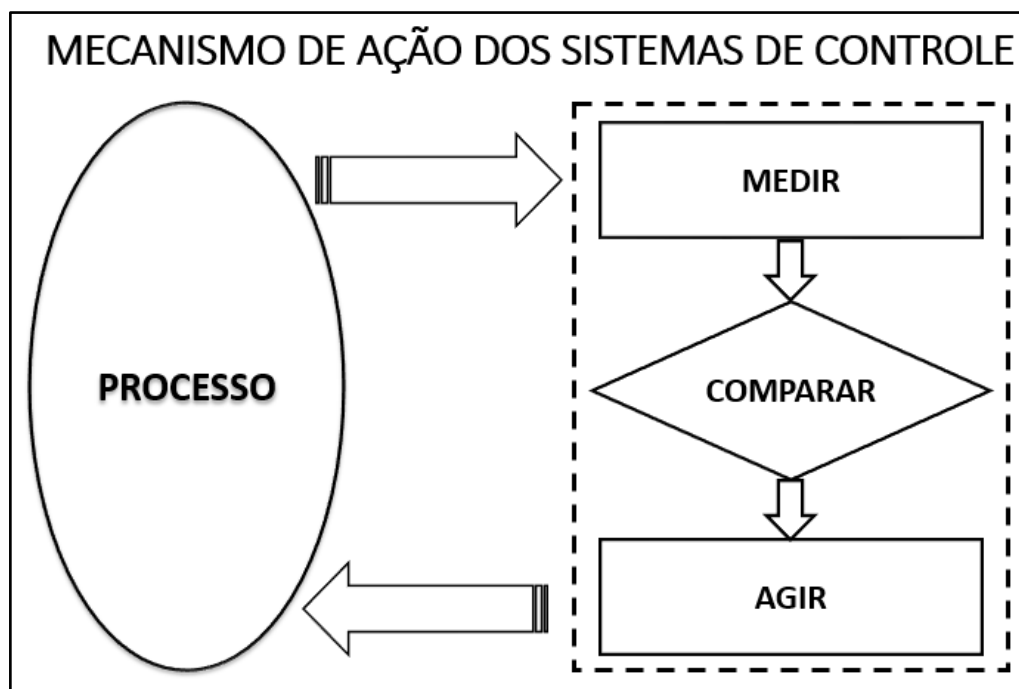 MECANISMO DE AÇÃO DOS SISTEMAS DE CONTROLE
MEDIR
PROCESSO
COMPARAR
AGIR